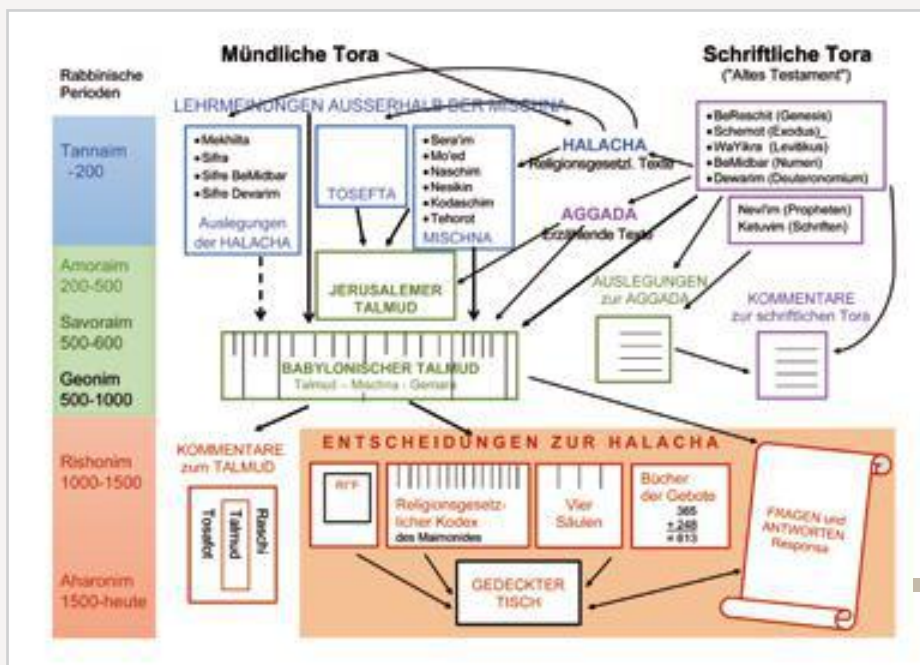 Mündliche Tora
Schriftliche Tora
("Altes Testament")
Rabbinische
Perioden
LEHRMEINUNGEN AUSSERHALB DER MISCHNA
Tannaim
-200
•Mekhilta
•Sifra
•Sifre BeMidbar
•Sifre Devarim
Auslegungen
der HALACHA
TOSEFTA
•Sera'im
•Mo'ed
•Naschim
•Nesikin
•Kodaschim
•Tehorot
MISCHNA
HALACHA
Religionsgesetzl. Texte
AGGADA
Erzählende Texte
•BeReschit (Genesis)
•Schemot (Exodus)_
•WaYikra (Levitikus)
•BeMidbar (Numeri)
•Dewarim (Deuteronomium)
Nevi'im (Propheten)
Ketuvim (Schriften)
Amoraim
200-500
Savoraim
500-600
Geonim
500-1000
JERUSALEMER
TALMUD
AUSLEGUNGEN
zur AGGADA
KOMMENTARE
zur schriftlichen Tora
BABYLONISCHER TALMUD
Talmud – Mischna - Gemara
Rishonim
1000-1500
Aharonim
1500-heute
KOMMENTARE
zum TALMUD
Raschi
Talmud
Tosafot
ENTSCHEIDUNGEN ZUR HALACHA
RI'F
Religionsgesetz-
licher Kodex
des Maimonides
Vier
Säulen
Bücher
der Gebote
365
+ 248
= 613
GEDECKTER
TISCH
FRAGEN und
ANTWORTEN
Responsa